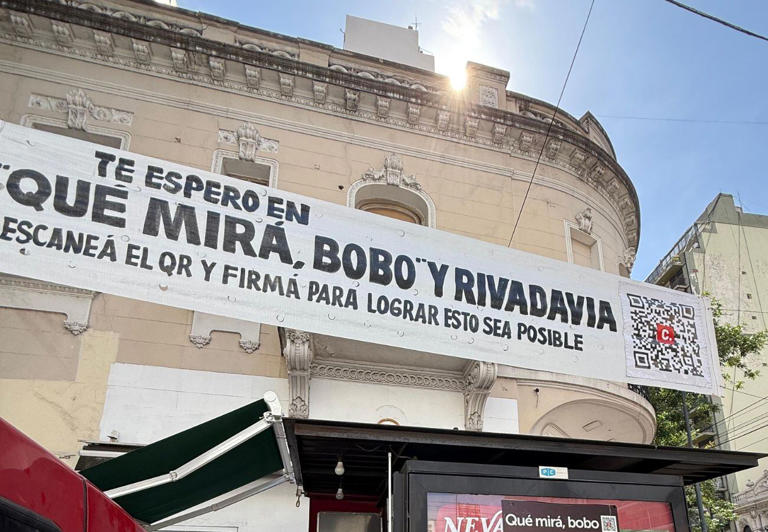 TE ESPERO EN
"QUÉ MIRÁ, BOBO" Y RIVADAVIA
ESCANEÁ EL QR Y FIRMÁ PARA LOGRAR ESTO SEA POSIBLE
C.
NEVA
Qué mirá, bobo